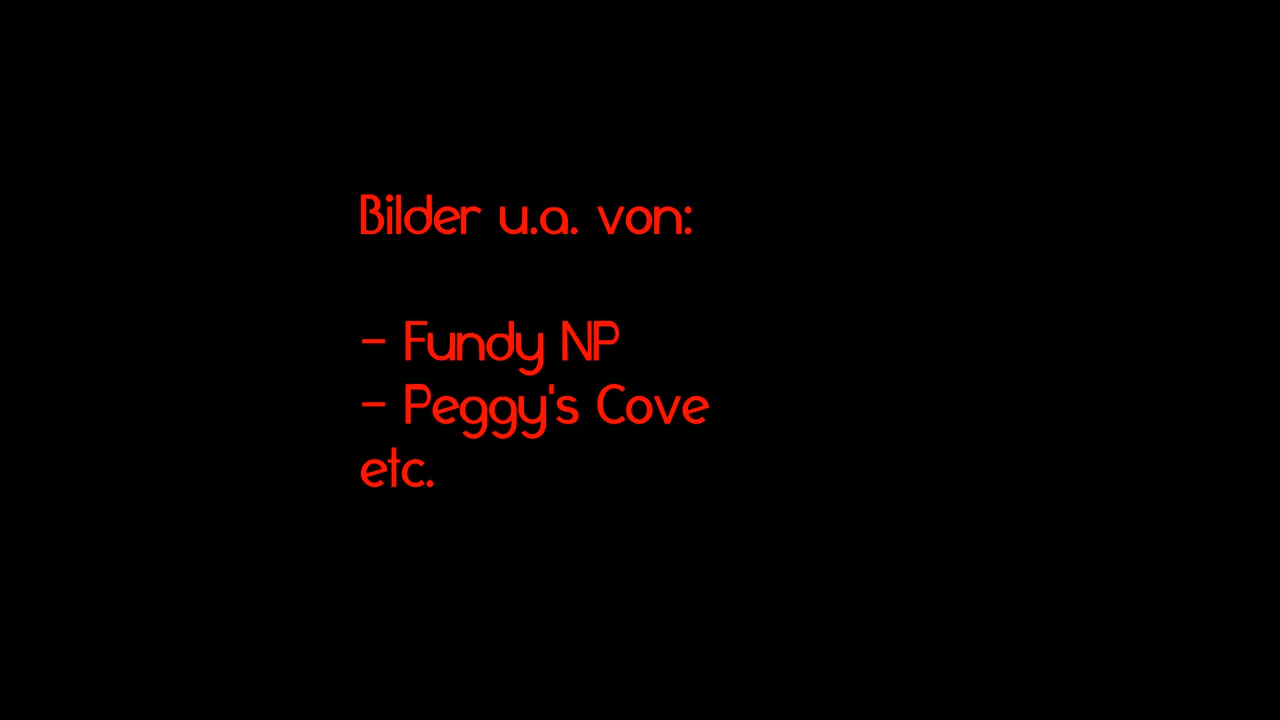 Bilder u.a. von:
- Fundy NP
- Peggy's Cove
etc.